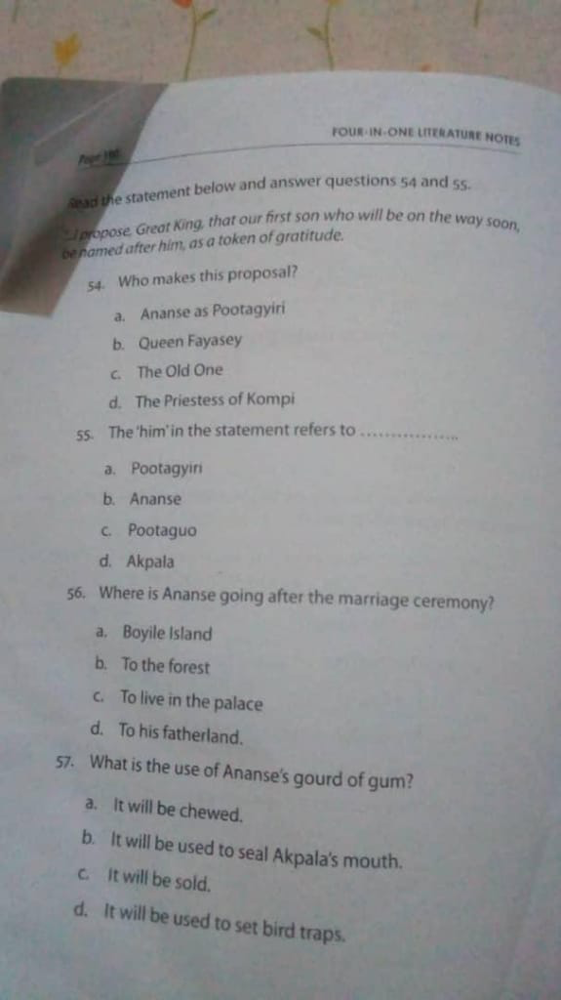 FOUR-IN-ONE LITERATURE NOTES
Page
Read the statement below and answer questions 54 and 55.
"...I propose, Great King, that our first son who will be on the way soon,
be named after him, as a token of gratitude.
54. Who makes this proposal?
a. Ananse as Pootagyiri
b. Queen Fayasey
c. The Old One
d. The Priestess of Kompi
55. The 'him' in the statement refers to ..................
a. Pootagyiri
b. Ananse
c. Pootaguo
d. Akpala
56. Where is Ananse going after the marriage ceremony?
a. Boyile Island
b. To the forest
c. To live in the palace
d. To his fatherland.
57. What is the use of Ananse's gourd of gum?
a. It will be chewed.
b. It will be used to seal Akpala's mouth.
c. It will be sold.
d. It will be used to set bird traps.